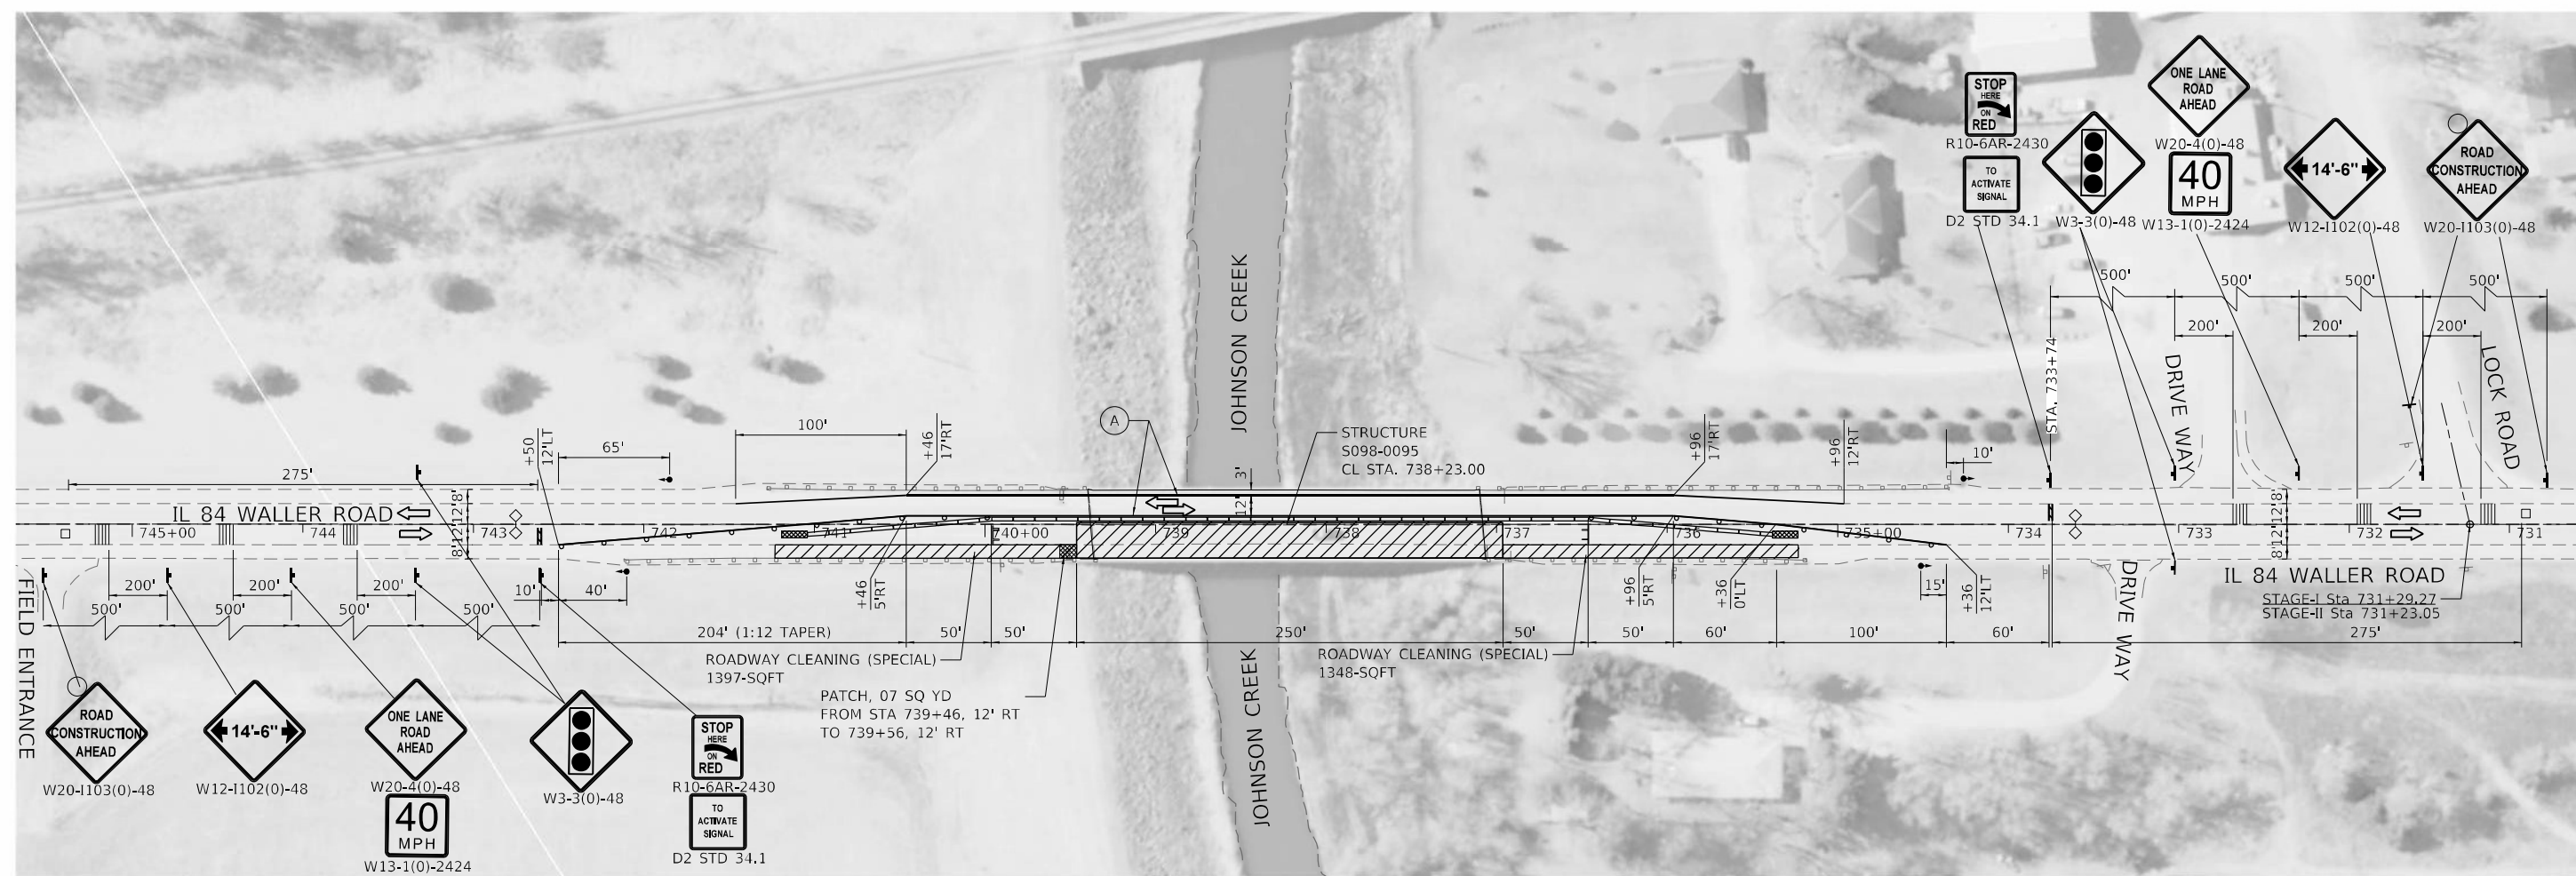 STOP
HERE
ON
RED
R10-6AR-2430
TO
ACTIVATE
SIGNAL
D2 STD 34.1
W3-3(0)-48
ONE LANE
ROAD
AHEAD
W20-4(0)-48
40
MPH
W13-1(0)-2424
14'-6"
W12-I102(0)-48
ROAD
CONSTRUCTION
AHEAD
W20-I103(0)-48
500'
500'
500'
500'
200'
200'
200'
STA. 733+74
DRIVE WAY
LOCK ROAD
JOHNSON CREEK
A
STRUCTURE
S098-0095
CL STA. 738+23.00
+50
12'LT
65'
100'
+46
17'RT
+96
17'RT
+96
12'RT
10'
275'
3'
12'
8'
12'
12'
8'
IL 84 WALLER ROAD
745+00
744
743
742
741
740+00
739
738
737
736
735+00
734
733
732
731
8'
12'
12'
8'
FIELD ENTRANCE
200'
200'
200'
10'
40'
500'
500'
500'
500'
+46
5'RT
+96
5'RT
+36
0'LT
15'
+36
12'LT
DRIVE WAY
IL 84 WALLER ROAD
STAGE-I Sta 731+29.27
STAGE-II Sta 731+23.05
204' (1:12 TAPER)
50'
50'
250'
50'
50'
60'
100'
60'
275'
ROADWAY CLEANING (SPECIAL)
1397-SQFT
ROADWAY CLEANING (SPECIAL)
1348-SQFT
PATCH, 07 SQ YD
FROM STA 739+46, 12' RT
TO 739+56, 12' RT
JOHNSON CREEK
ROAD
CONSTRUCTION
AHEAD
W20-I103(0)-48
14'-6"
W12-I102(0)-48
ONE LANE
ROAD
AHEAD
W20-4(0)-48
40
MPH
W13-1(0)-2424
W3-3(0)-48
STOP
HERE
ON
RED
R10-6AR-2430
TO
ACTIVATE
SIGNAL
D2 STD 34.1